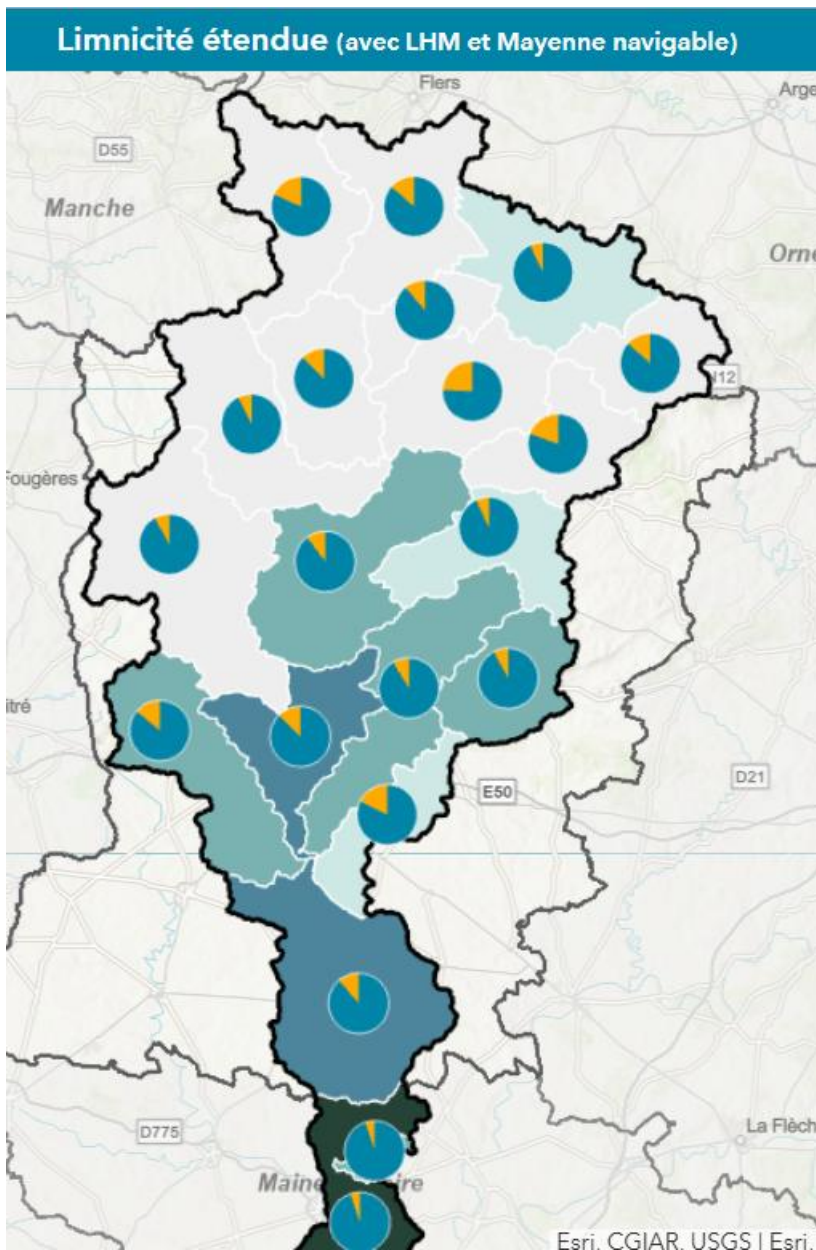 Limnicité étendue (avec LHM et Mayenne navigable)
Flers
Arge
D55
Manche
Orne
N12
Fougères
itré
E50
D21
D775
La Flèch
Maine ire
Esri, CGIAR, USGS | Esri,